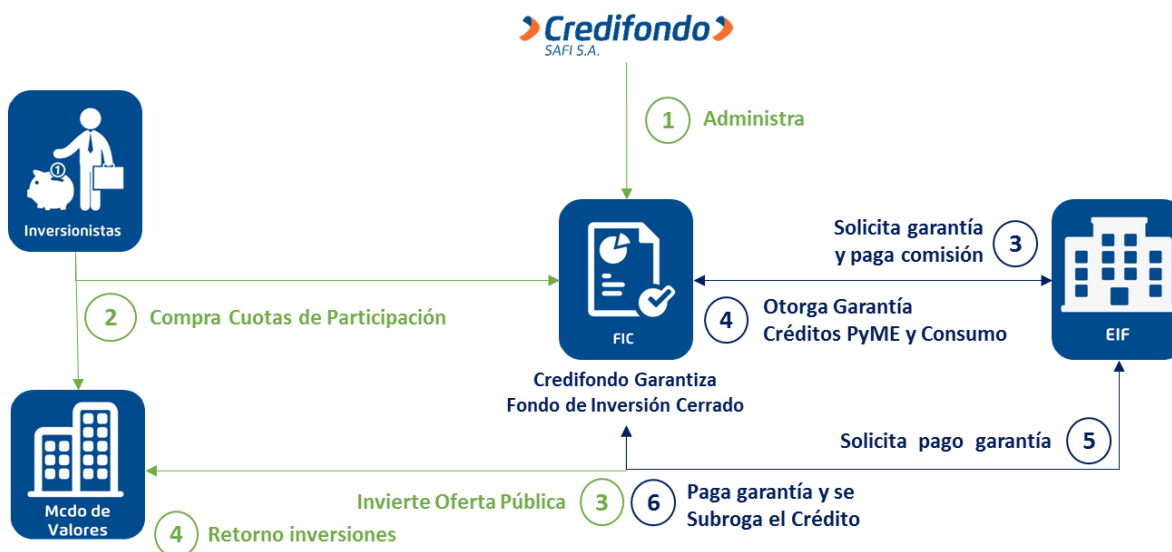 Credifondo
SAFI S.A.
1 Administra
1
Inversionistas
2 Compra Cuotas de Participación
FIC
Credifondo Garantiza
Fondo de Inversión Cerrado
Solicita garantía
y paga comisión 3
4 Otorga Garantía
Créditos PyME y Consumo
EIF
Solicita pago garantía 5
Mcdo de
Valores
Invierte Oferta Pública 3
4 Retorno inversiones
6 Paga garantía y se
Subroga el Crédito